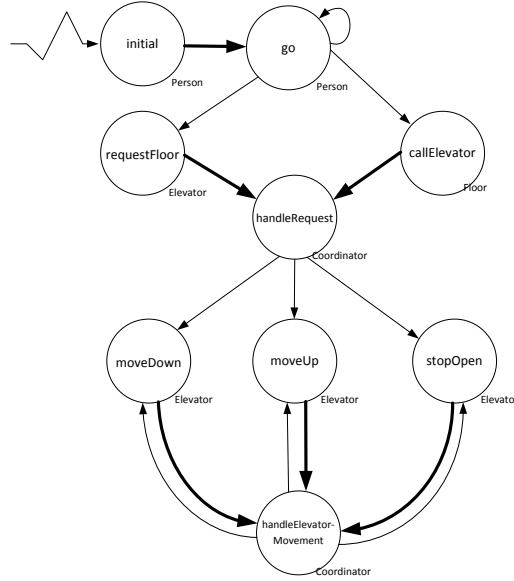 initial
Person
go
Person
requestFloor
Elevator
callElevator
Floor
handleRequest
Coordinator
moveDown
Elevator
moveUp
Elevator
stopOpen
Elevato
handleElevator-
Movement
Coordinator